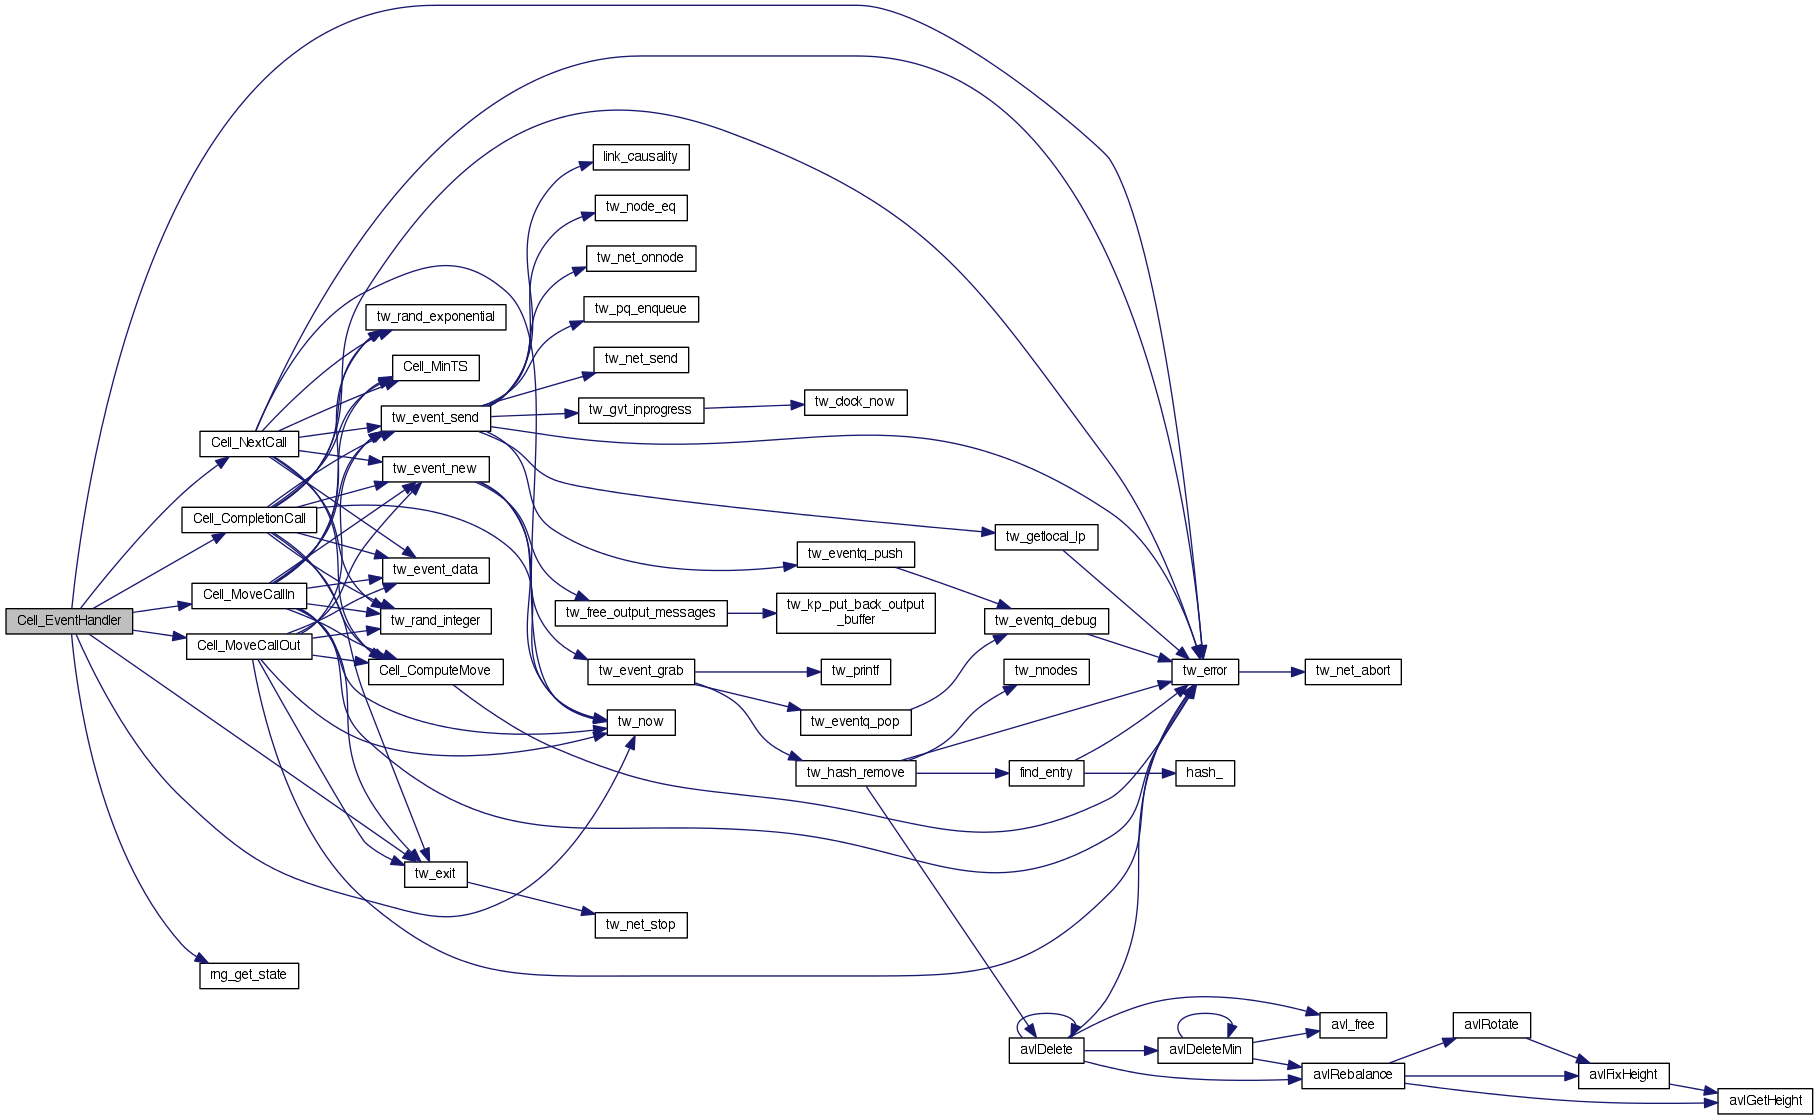 link_causality
tw_node_eq
tw_net_onnode
tw_rand_exponential
tw_pq_enqueue
Cell_MinTS
tw_net_send
tw_event_send
tw_gvt_inprogress
tw_clock_now
Cell_NextCall
tw_event_new
Cell_CompletionCall
tw_eventq_push
tw_getlocal_lp
tw_event_data
Cell_MoveCallIn
Cell_EventHandler
tw_rand_integer
tw_free_output_messages
tw_kp_put_back_output
_buffer
tw_eventq_debug
Cell_MoveCallOut
Cell_ComputeMove
tw_event_grab
tw_printf
tw_nnodes
tw_error
tw_net_abort
tw_now
tw_eventq_pop
tw_hash_remove
find_entry
hash_
tw_exit
tw_net_stop
rng_get_state
avl_free
avlRotate
avlDelete
avlDeleteMin
avlRebalance
avlFixHeight
avlGetHeight